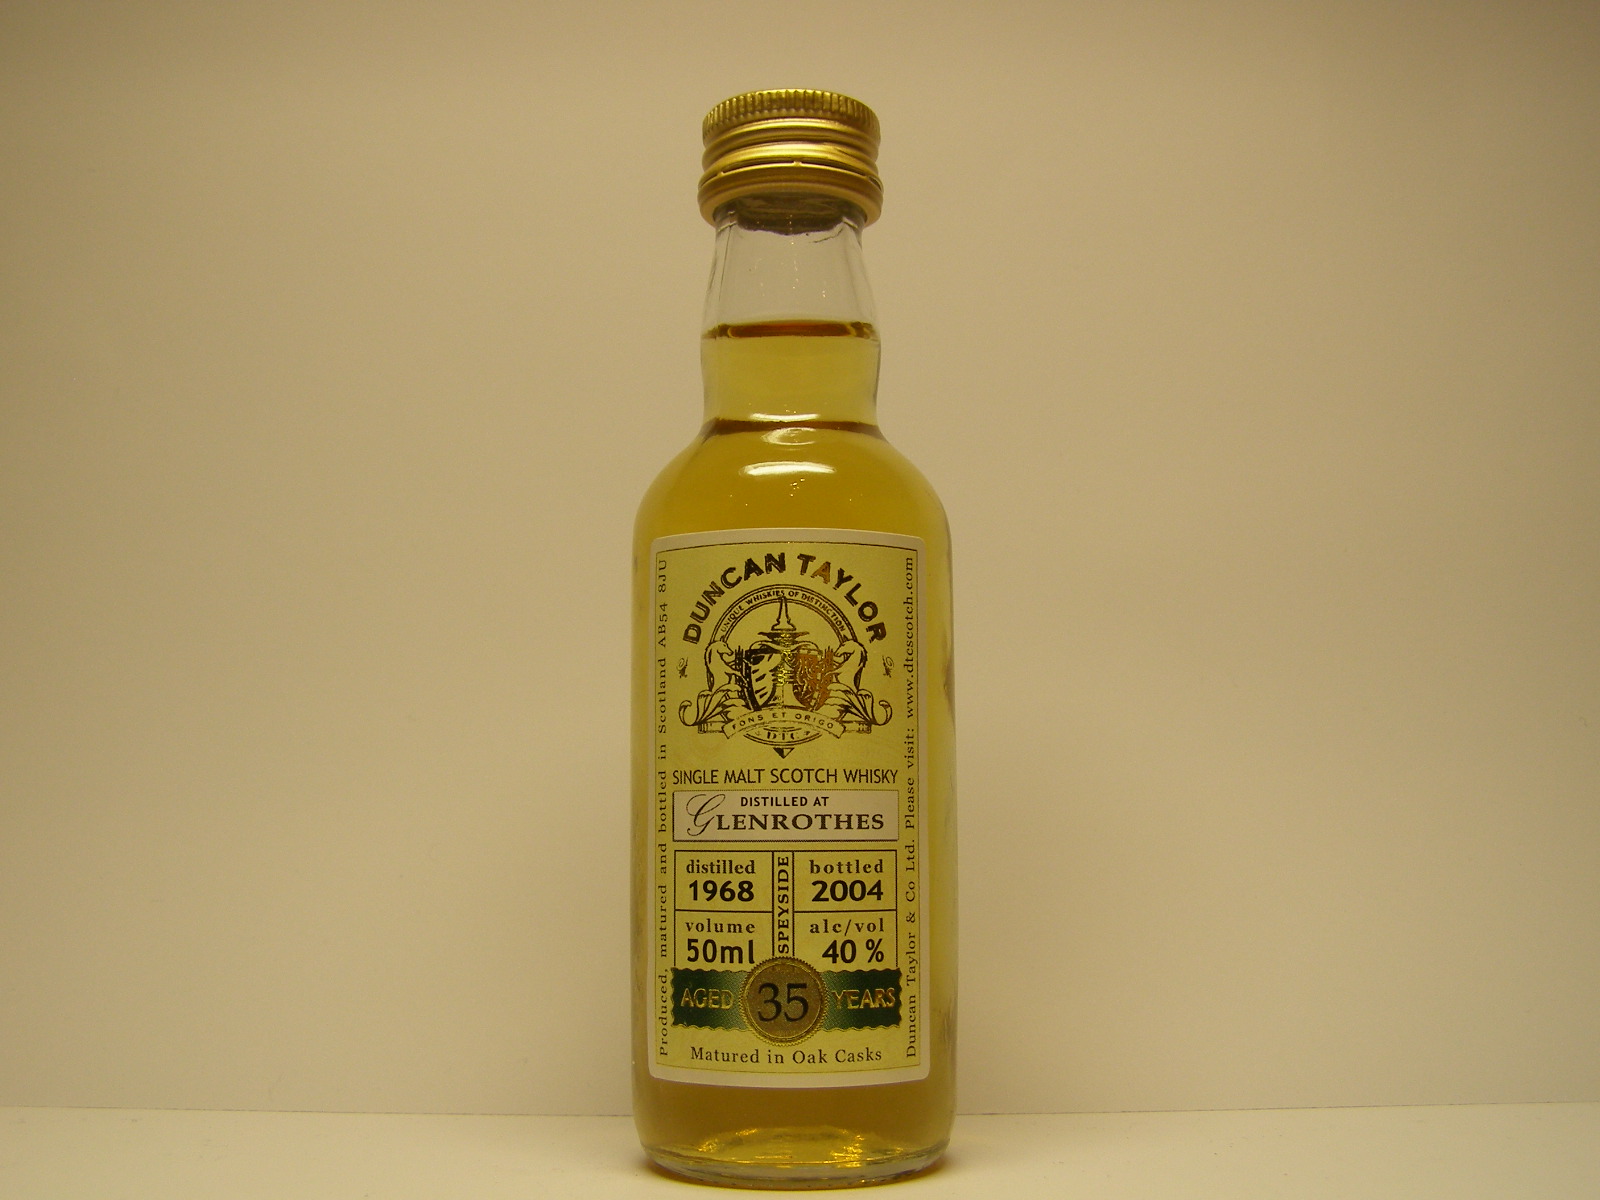 DUNCAN TAYLOR
UNIQUE WHISKIES OF DISTINCTION
FONS ET ORIGO
DTC
SINGLE MALT SCOTCH WHISKY
DISTILLED AT
GLENROTHES
distilled
1968
bottled
2004
SPEYSIDE
volume
50ml
alc/vol
40 %
AGED 35 YEARS
Matured in Oak Casks
Produced, matured and bottled in Scotland AB54 8JU
Duncan Taylor & Co Ltd. Please visit: www.dtcscotch.com